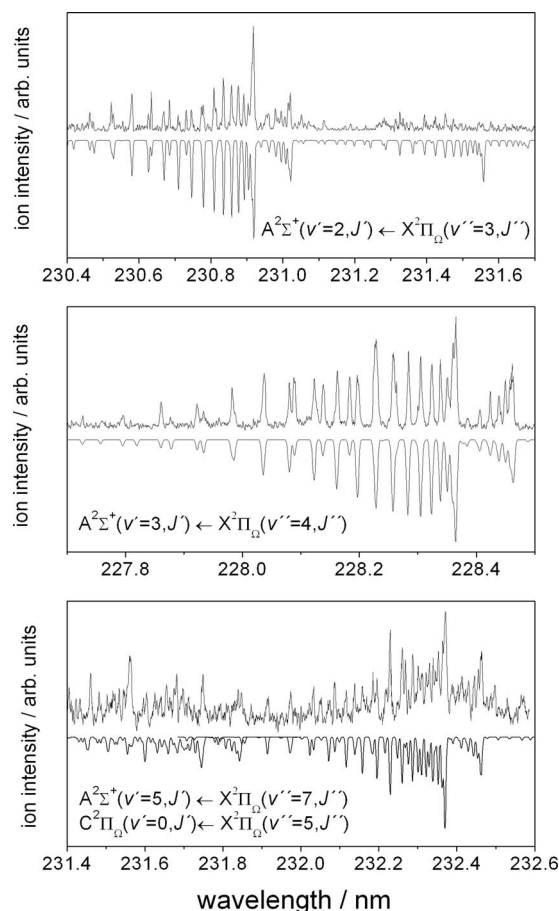 ion intensity / arb. units
A²Σ⁺(v′=2,J′) ← X²Π_Ω(v′′=3,J′′)
230.4 230.6 230.8 231.0 231.2 231.4 231.6
ion intensity / arb. units
A²Σ⁺(v′=3,J′) ← X²Π_Ω(v′′=4,J′′)
227.8 228.0 228.2 228.4
ion intensity / arb. units
A²Σ⁺(v′=5,J′) ← X²Π_Ω(v′′=7,J′′)
C²Π_Ω(v′=0,J′)← X²Π_Ω(v′′=5,J′′)
231.4 231.6 231.8 232.0 232.2 232.4 232.6
wavelength / nm